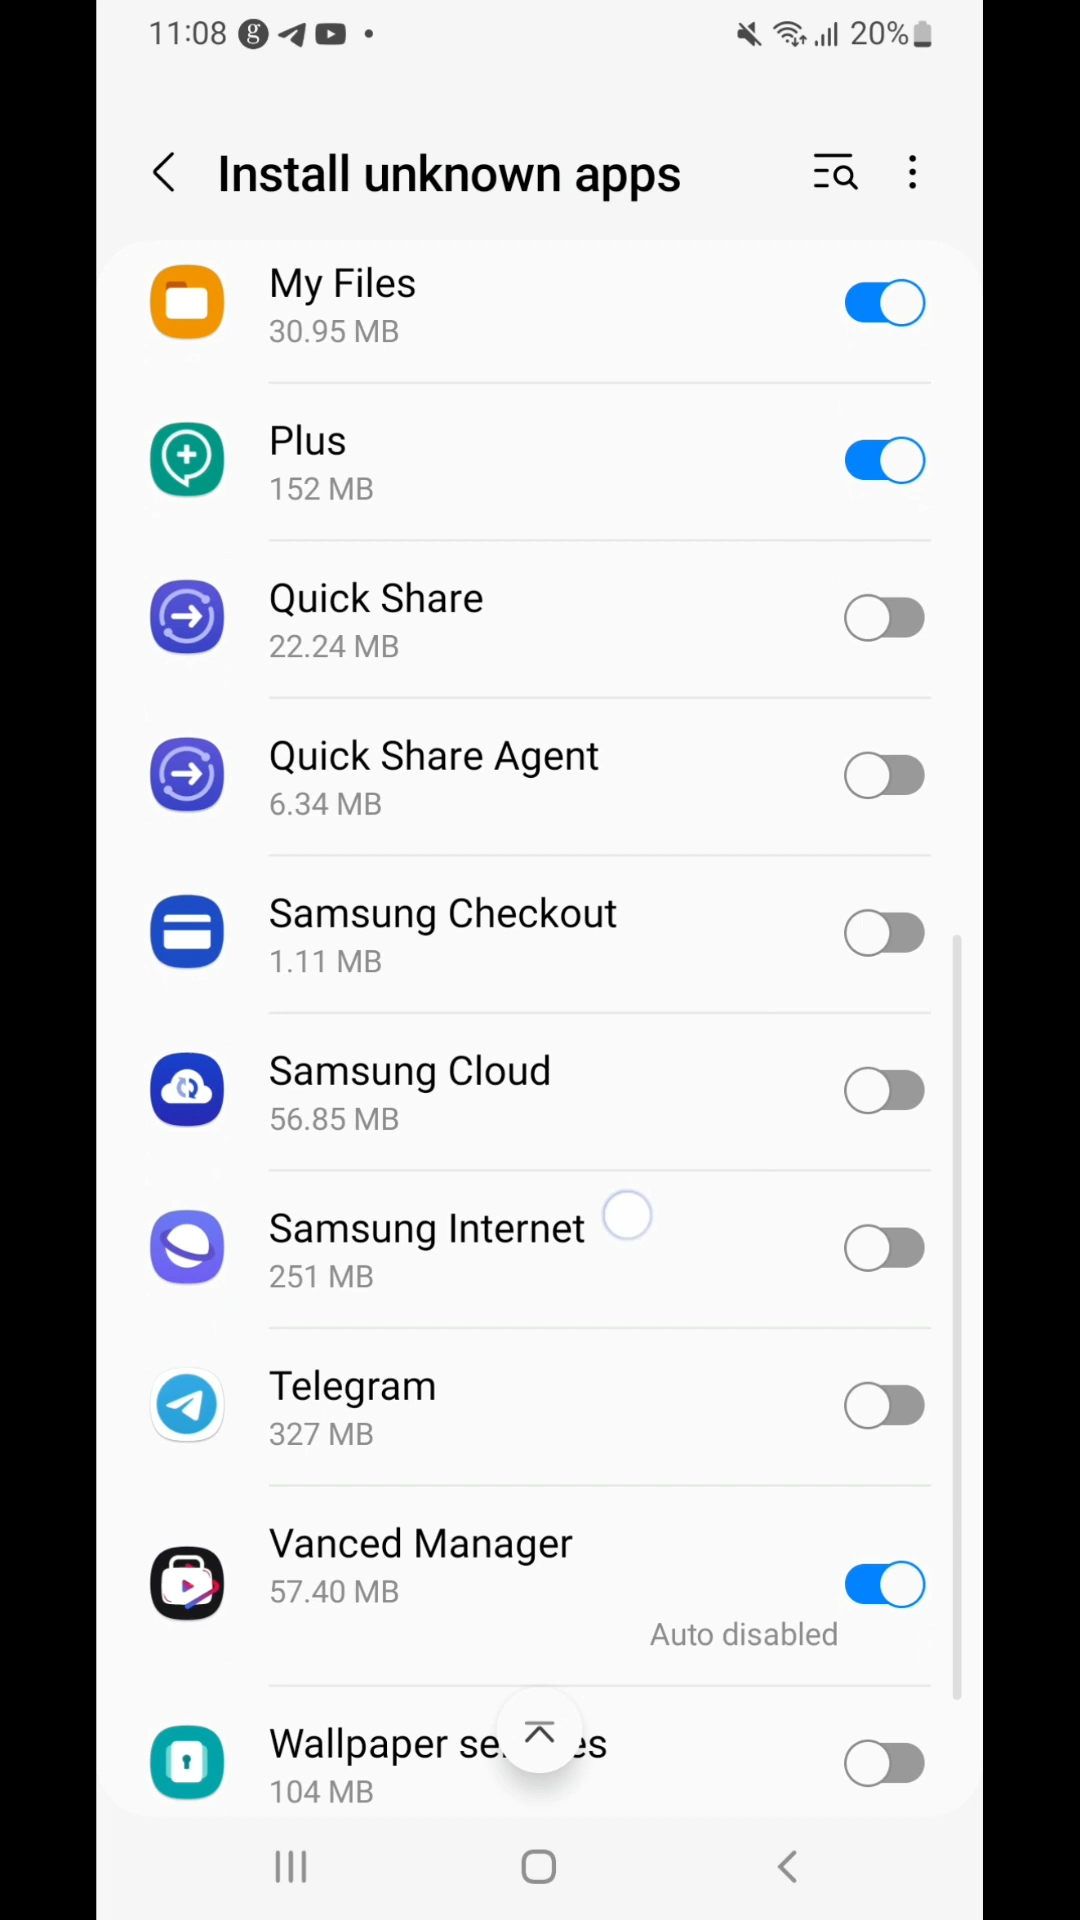 11:08 20%
Install unknown apps
My Files
30.95 MB
Plus
152 MB
Quick Share
22.24 MB
Quick Share Agent
6.34 MB
Samsung Checkout
1.11 MB
Samsung Cloud
56.85 MB
Samsung Internet
251 MB
Telegram
327 MB
Vanced Manager
57.40 MB
Auto disabled
Wallpaper
104 MB